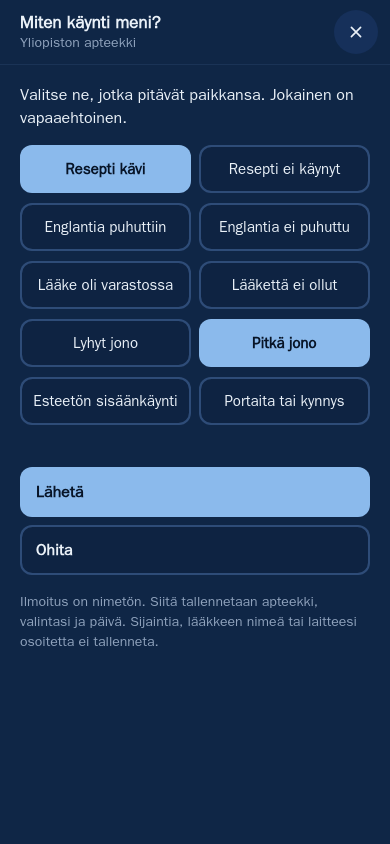 Miten käynti meni?
Yliopiston apteekki
Valitse ne, jotka pitävät paikkansa. Jokainen on
vapaaehtoinen.
Resepti kävi
Resepti ei käynyt
Englantia puhuttiin
Englantia ei puhuttu
Lääke oli varastossa
Lääkettä ei ollut
Lyhyt jono
Pitkä jono
Esteetön sisäänkäynti
Portaita tai kynnys
Lähetä
Ohita
Ilmoitus on nimetön. Siitä tallennetaan apteekki,
valintasi ja päivä. Sijaintia, lääkkeen nimeä tai laitteesi
osoitetta ei tallenneta.